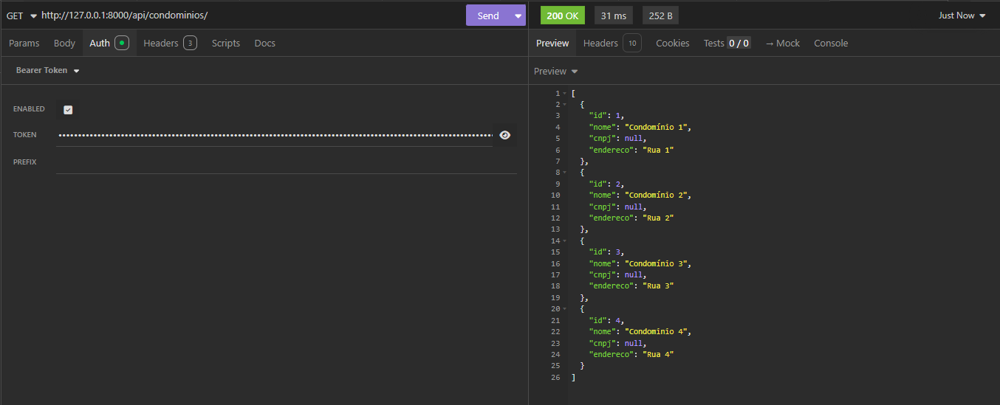 GET http://127.0.0.1:8000/api/condominios/ Send
Params Body Auth Headers 3 Scripts Docs
Bearer Token
ENABLED
TOKEN ••••••••••••••••••••••••••••••••••••••••••••••••••••••••••••••••••••••••••••••••••••••••••••••••••
PREFIX
200 OK 31 ms 252 B Just Now
Preview Headers 10 Cookies Tests 0 / 0 → Mock Console
Preview
1 [
2 {
3 "id": 1,
4 "nome": "Condomínio 1",
5 "cnpj": null,
6 "endereco": "Rua 1"
7 },
8 {
9 "id": 2,
10 "nome": "Condomínio 2",
11 "cnpj": null,
12 "endereco": "Rua 2"
13 },
14 {
15 "id": 3,
16 "nome": "Condomínio 3",
17 "cnpj": null,
18 "endereco": "Rua 3"
19 },
20 {
21 "id": 4,
22 "nome": "Condominio 4",
23 "cnpj": null,
24 "endereco": "Rua 4"
25 }
26 ]